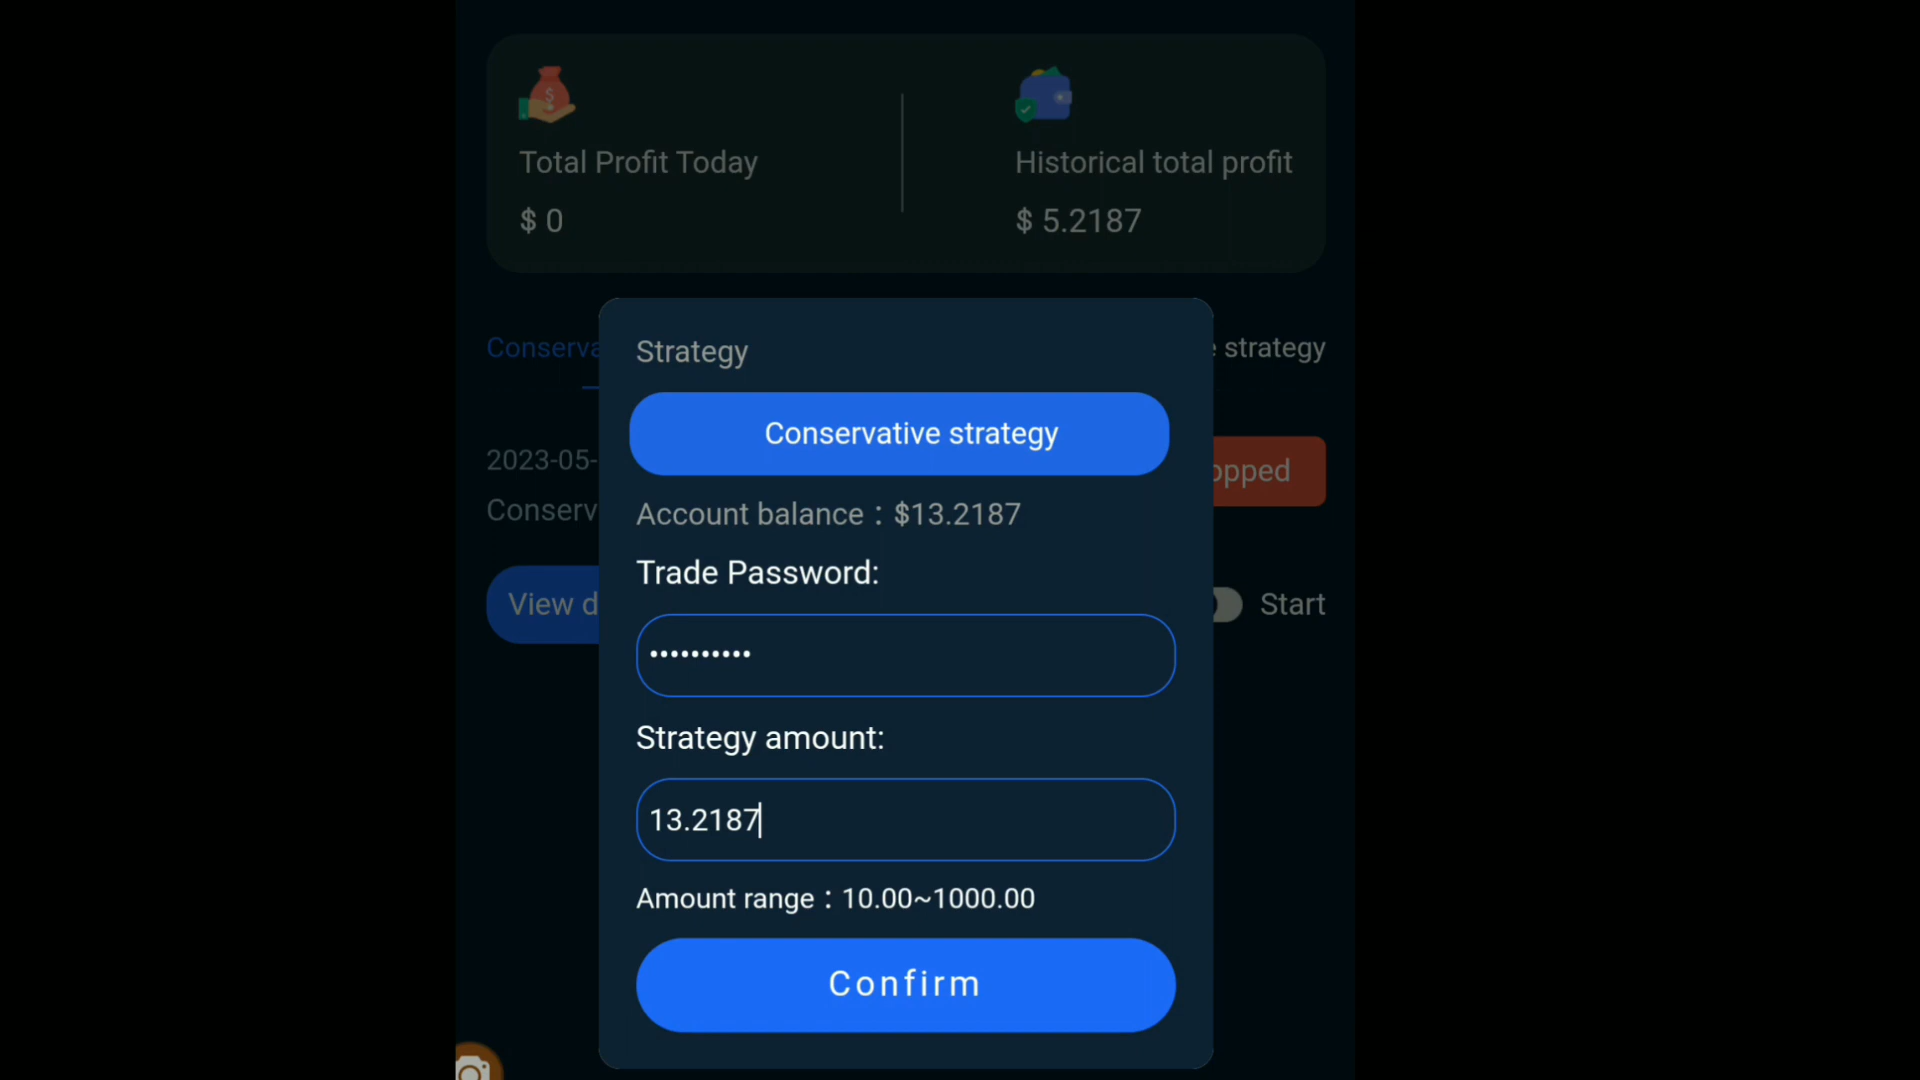 Total Profit Today
Historical total profit
$ 0
$ 5.2187
Conserva
strategy
Strategy
Conservative strategy
2023-05-
opped
Conserv
Account balance：$13.2187
Trade Password:
View d
Start
••••••••••
Strategy amount:
13.2187
Amount range：10.00~1000.00
Confirm